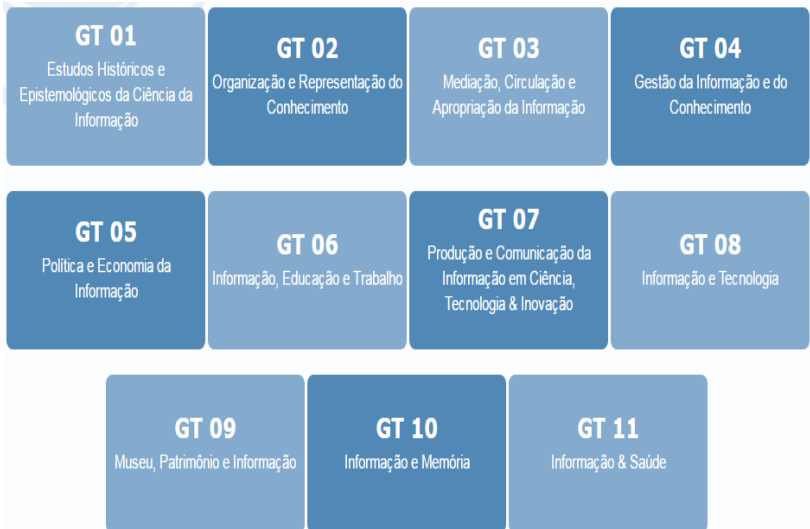 GT 01
Estudos Históricos e
Epistemológicos da Ciência da
Informação
GT 02
Organização e Representação do
Conhecimento
GT 03
Mediação, Circulação e
Apropriação da Informação
GT 04
Gestão da Informação e do
Conhecimento
GT 05
Política e Economia da
Informação
GT 06
Informação, Educação e Trabalho
GT 07
Produção e Comunicação da
Informação em Ciência,
Tecnologia & Inovação
GT 08
Informação e Tecnologia
GT 09
Museu, Patrimônio e Informação
GT 10
Informação e Memória
GT 11
Informação & Saúde